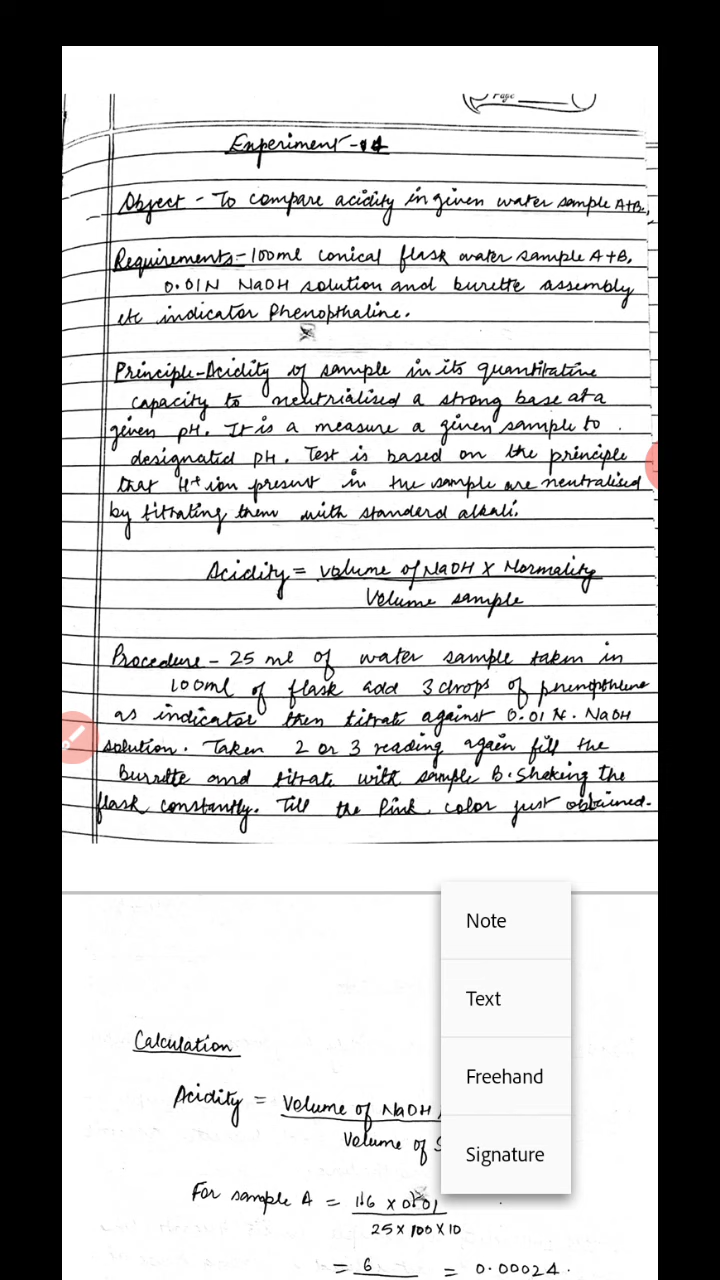 Page
Experiment-14
Object - To compare acidity in given water sample A+B.
Requirements- 100ml conical flask water sample A+B,
0.01N NaOH solution and burette assembly
etc indicator Phenopthaline.
Principle- Acidity of sample in its quantitative
capacity to neutrialised a strong base at a
given pH. It is a measure a given sample to
designated pH. Test is based on the principle
that H+ ion present in the sample are neutralised
by titrating them with standard alkali.
Acidity = Volume of NaOH x Normality
Volume sample
Procedure - 25 ml of water sample taken in
100ml of flask add 3 drops of
as indicator then titrate against 0.01 N. NaOH
solution. Taken 2 or 3 reading again fill the
burrette and titrate with sample B. Shaking the
flask constantly. Till the Pink color just obtained.
Note
Text
Freehand
Signature
Calculation
Acidity = Volume of NaOH
Volume of
For sample A =
25 x 100 x 10
= 6 = 0.00024.